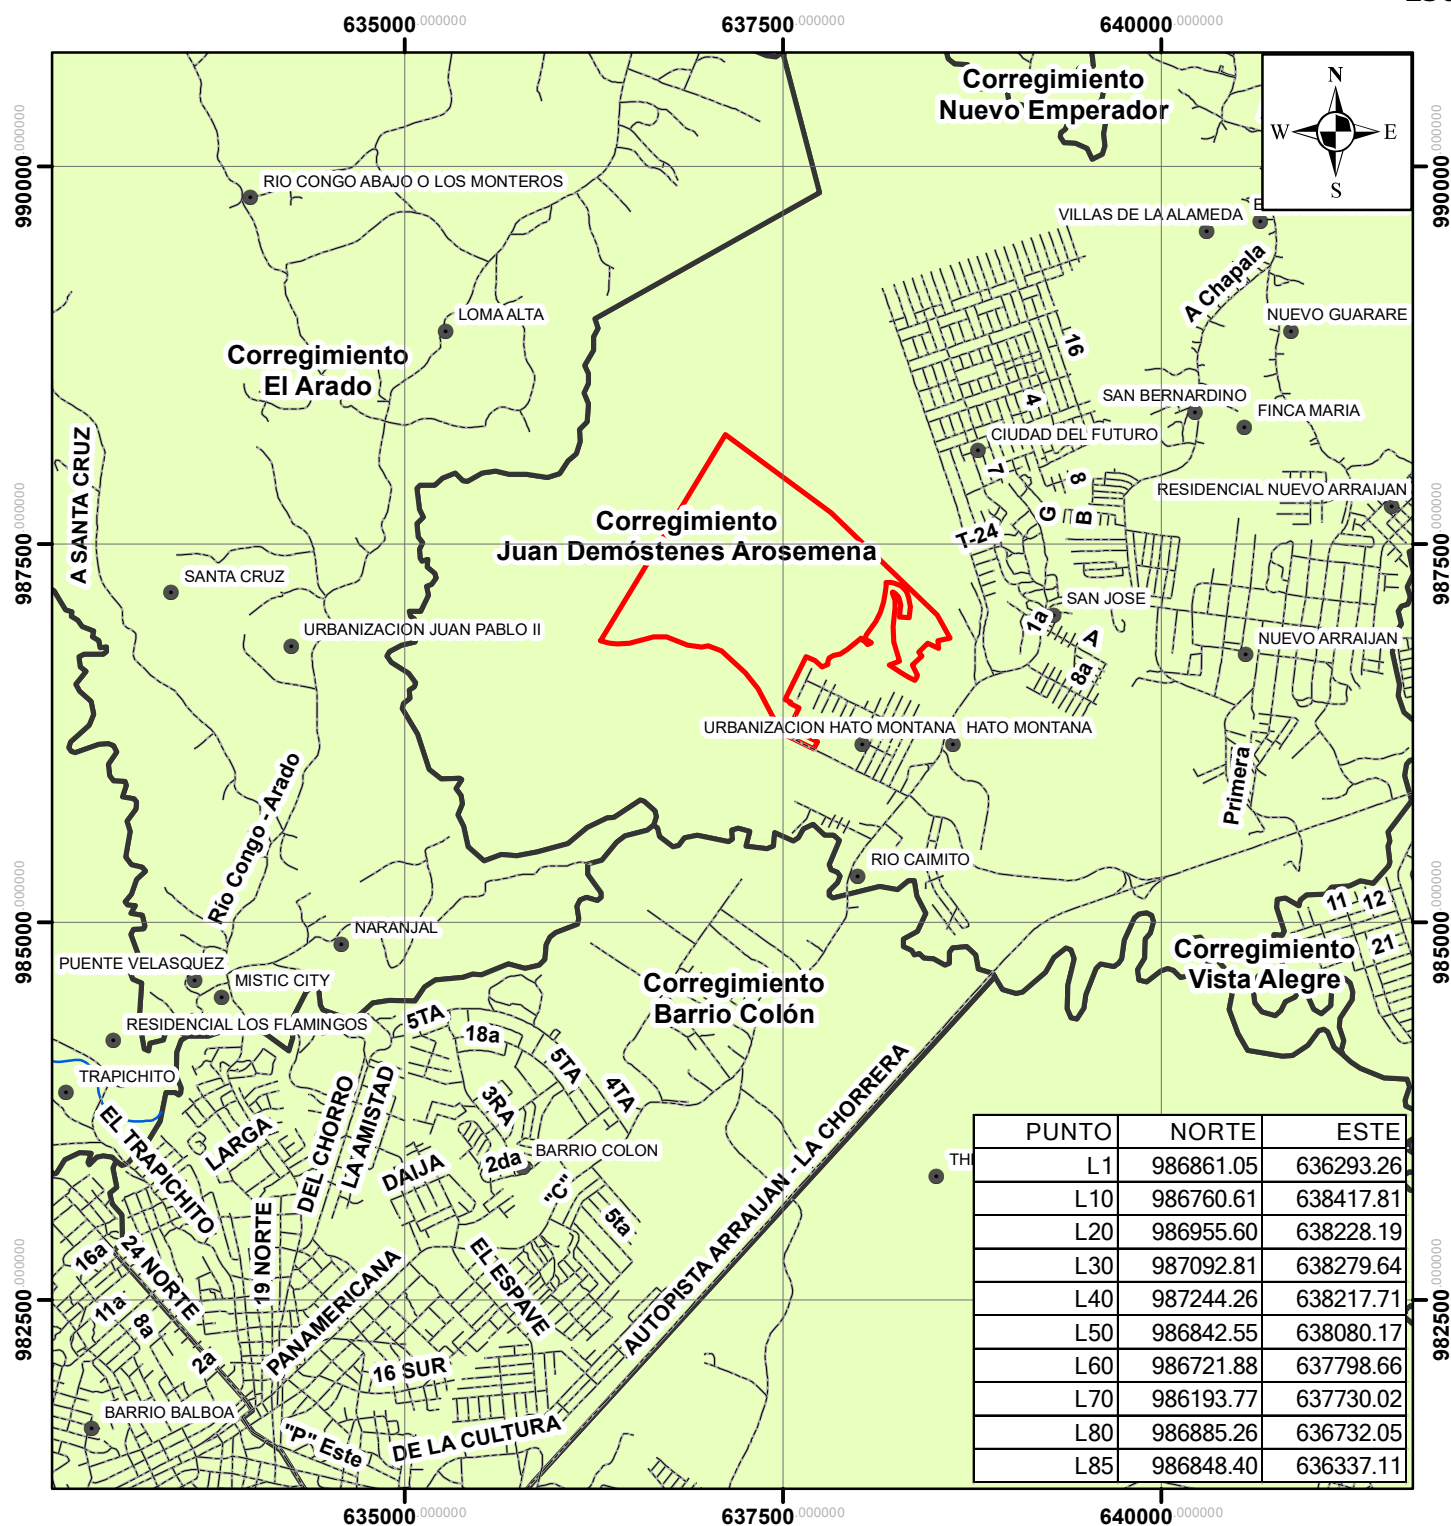 635000.000000 637500.000000 640000.000000
Corregimiento
Nuevo Emperador
N
W E
S
990000.000000
990000.000000
RIO CONGO ABAJO O LOS MONTEROS
VILLAS DE LA ALAMEDA
A Chapala
LOMA ALTA
NUEVO GUARARE
Corregimiento
El Arado
16
4
SAN BERNARDINO
FINCA MARIA
CIUDAD DEL FUTURO
A SANTA CRUZ
7
8
RESIDENCIAL NUEVO ARRAIJAN
G
B
Corregimiento
Juan Demóstenes Arosemena
T-24
987500.000000
987500.000000
SANTA CRUZ
SAN JOSE
1a
A
URBANIZACION JUAN PABLO II
NUEVO ARRAIJAN
8a
URBANIZACION HATO MONTANA
HATO MONTANA
Primera
Río Congo - Arado
RIO CAIMITO
985000.000000
985000.000000
11
12
21
NARANJAL
PUENTE VELASQUEZ
MISTIC CITY
Corregimiento
Vista Alegre
Corregimiento
Barrio Colón
RESIDENCIAL LOS FLAMINGOS
5TA
18a
5TA
4TA
TRAPICHITO
EL TRAPICHITO
LARGA
DEL CHORRO
LA AMISTAD
3RA
DAIJA
2da
BARRIO COLON
"C"
5ta
AUTOPISTA ARRAIJAN - LA CHORRERA
TH
16a
24 NORTE
19 NORTE
PANAMERICANA
EL ESPAVE
11a
8a
2a
16 SUR
982500.000000
982500.000000
BARRIO BALBOA
"P" Este
DE LA CULTURA
PUNTO NORTE ESTE
L1 986861.05 636293.26
L10 986760.61 638417.81
L20 986955.60 638228.19
L30 987092.81 638279.64
L40 987244.26 638217.71
L50 986842.55 638080.17
L60 986721.88 637798.66
L70 986193.77 637730.02
L80 986885.26 636732.05
L85 986848.40 636337.11
635000.000000 637500.000000 640000.000000